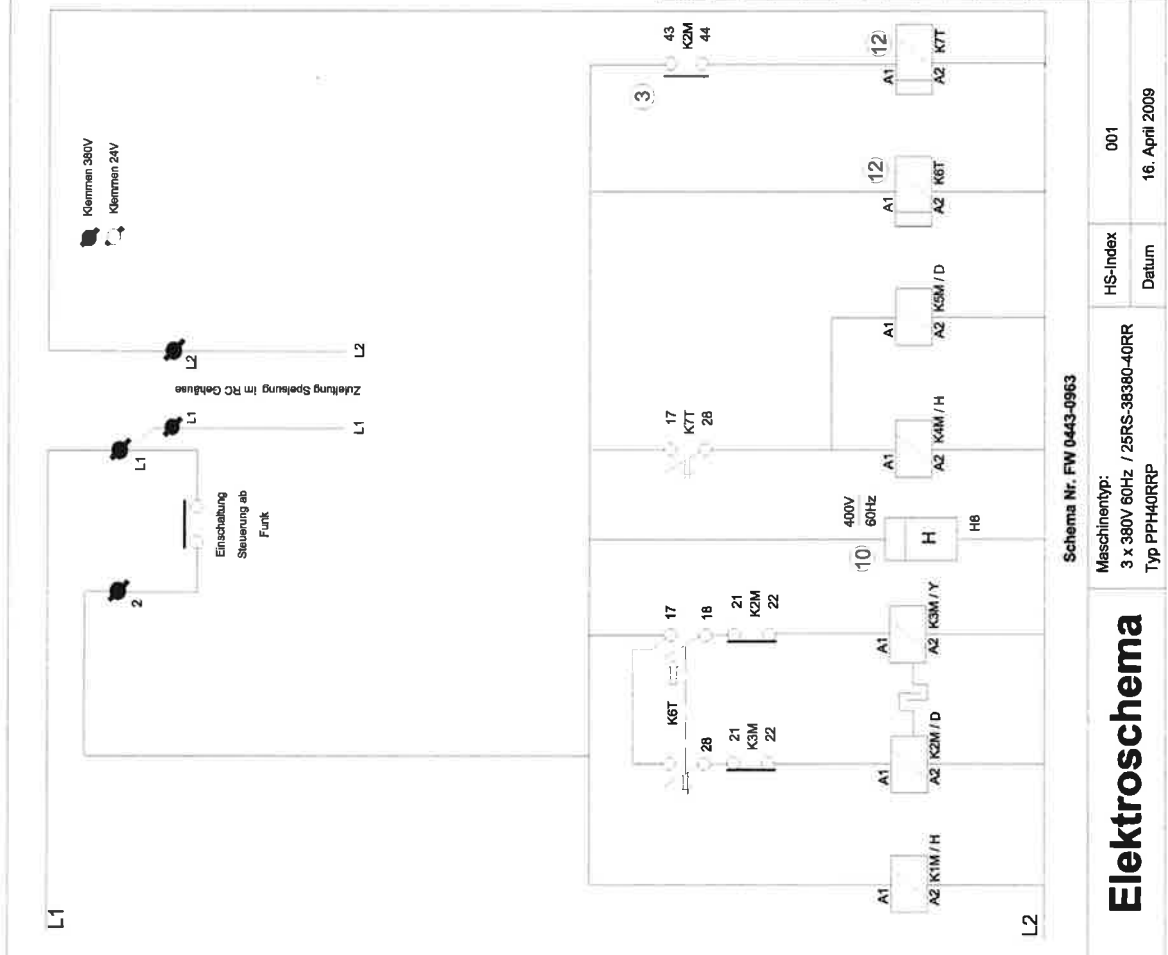 L1
Klemmen 380V
Klemmen 24V
2
L1
L1
L2
L1
L2
Zuleitung Speisung im RC Gehäuse
Einschaltung
Steuerung ab
Funk
K6T
28
17
18
21
K3M
22
21
K2M
22
17
K7T
28
3
43
K2M
44
A1
A2
K1M / H
A1
A2
K2M / D
A1
A2
K3M / Y
10
400V
60Hz
H
H8
A1
A2
K4M / H
A1
A2
K5M / D
12
A1
A2
K6T
12
A1
A2
K7T
L2
Schema Nr. FW 0443-0963
Elektroschema
Maschinentyp:
3 x 380V 60Hz / 25RS-38380-40RR
Typ PPH40RRP
HS-Index
001
Datum
16. April 2009